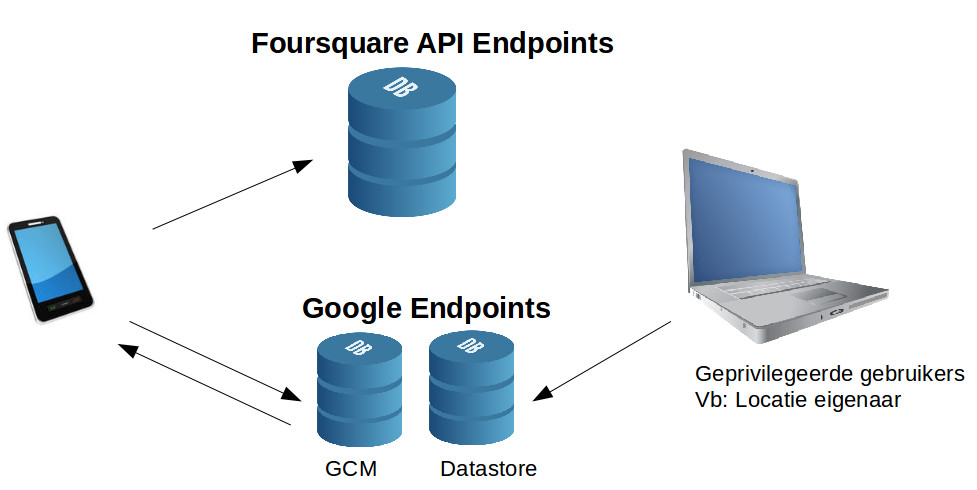 Foursquare API Endpoints
DB
Google Endpoints
DB
DB
GCM
Datastore
Geprivilegeerde gebruikers
Vb: Locatie eigenaar